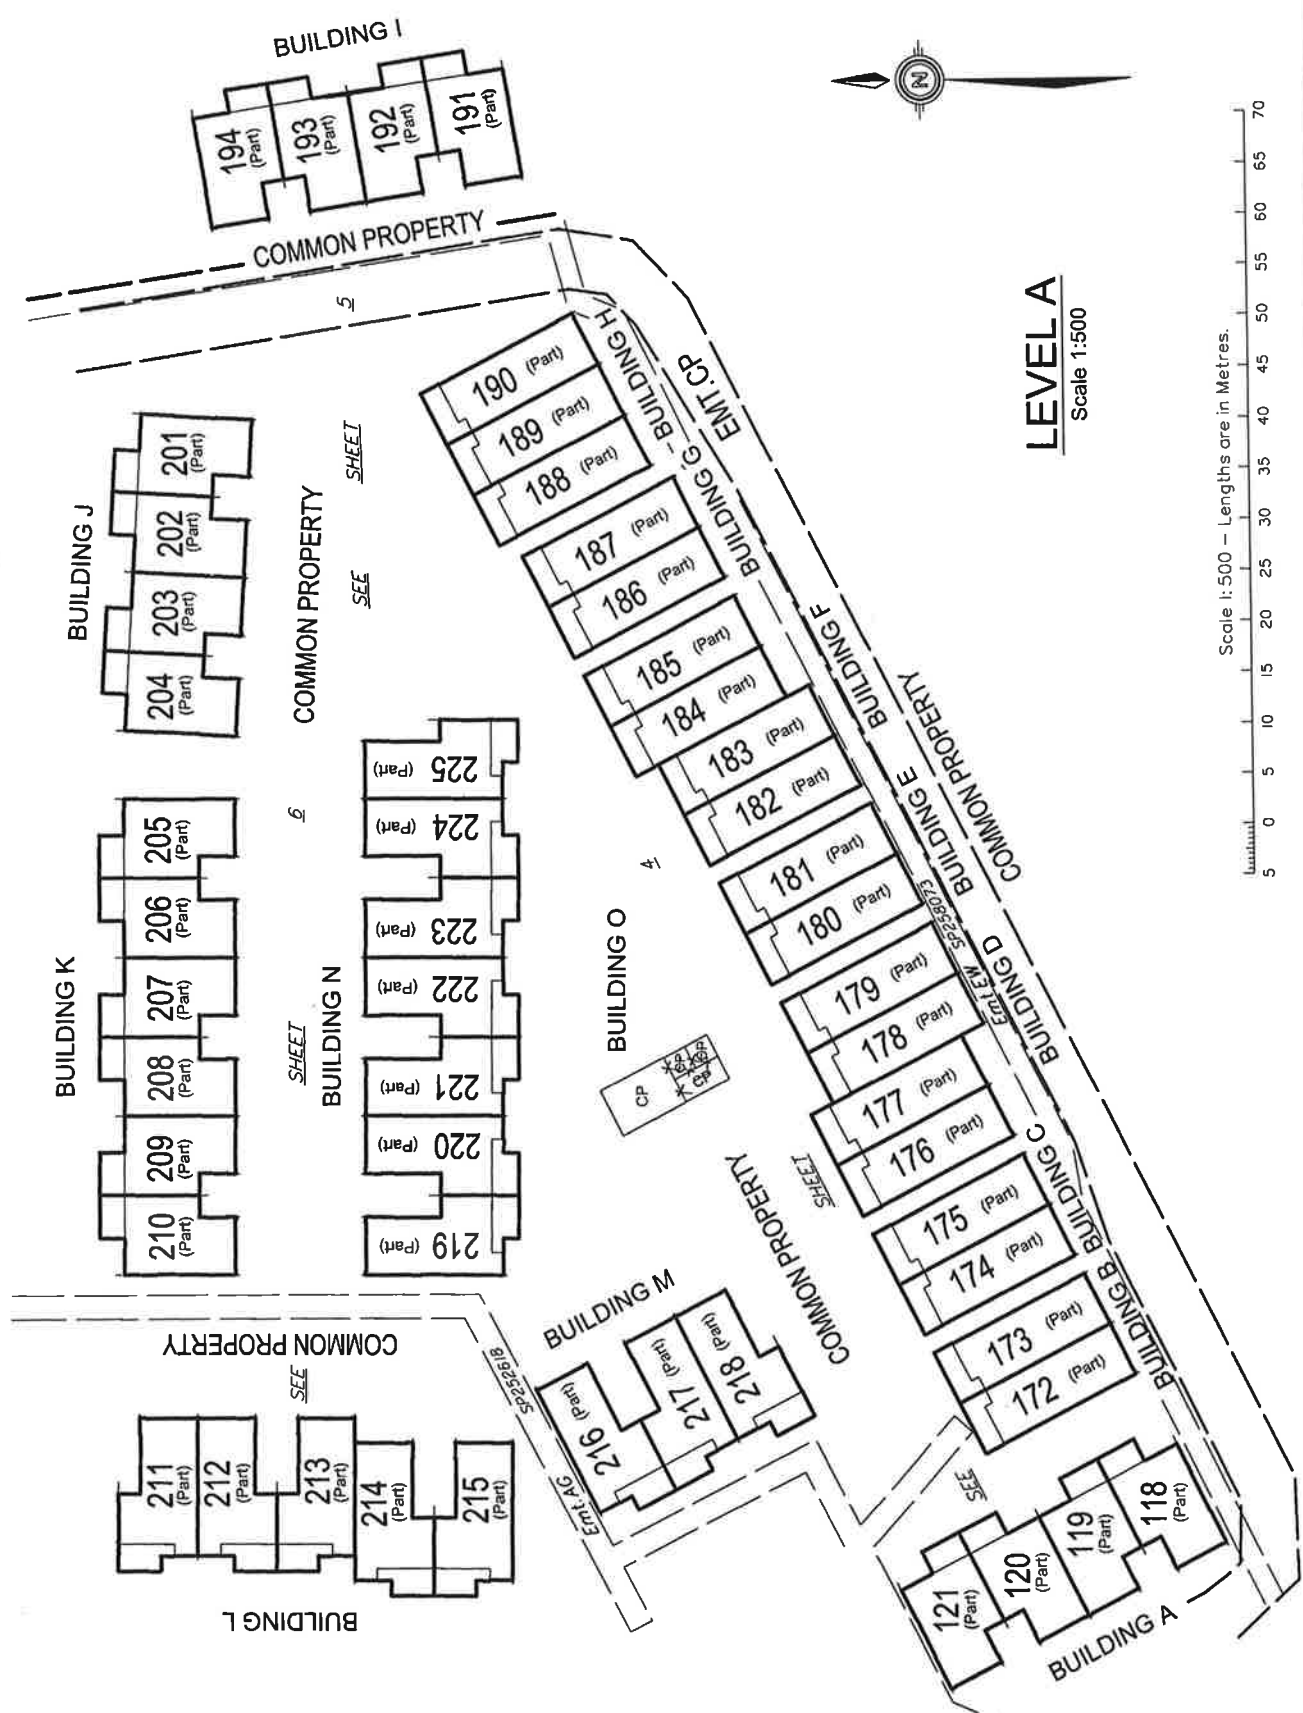 BUILDING I
194
(Part)
193
(Part)
192
(Part)
191
(Part)
COMMON PROPERTY
5
N
BUILDING J
201
(Part)
202
(Part)
203
(Part)
204
(Part)
COMMON PROPERTY
SEE SHEET
190 (Part)
189 (Part)
188 (Part)
BUILDING H
187 (Part)
186 (Part)
BUILDING G
EMT.CP
185 (Part)
184 (Part)
BUILDING F
183 (Part)
182 (Part)
BUILDING E
181 (Part)
180 (Part)
BUILDING D
179 (Part)
178 (Part)
177 (Part)
176 (Part)
BUILDING C
175 (Part)
174 (Part)
BUILDING B
173 (Part)
172 (Part)
COMMON PROPERTY
Emt.EW SP258073
BUILDING K
205
(Part)
206
(Part)
207
(Part)
208
(Part)
209
(Part)
210
(Part)
SEE SHEET 6
BUILDING N
225 (Part)
224 (Part)
223 (Part)
222 (Part)
221 (Part)
220 (Part)
219 (Part)
BUILDING O
CP
CP
CP
CP
SEE SHEET 4
COMMON PROPERTY
COMMON PROPERTY
BUILDING M
216 (Part)
217 (Part)
218 (Part)
Emt.AC SP252618
BUILDING L
211
(Part)
212
(Part)
213
(Part)
214
(Part)
215
(Part)
BUILDING A
121
(Part)
120
(Part)
119
(Part)
118
(Part)
LEVEL A
Scale 1:500
Scale 1:500 – Lengths are in Metres.
5 0 5 10 15 20 25 30 35 40 45 50 55 60 65 70